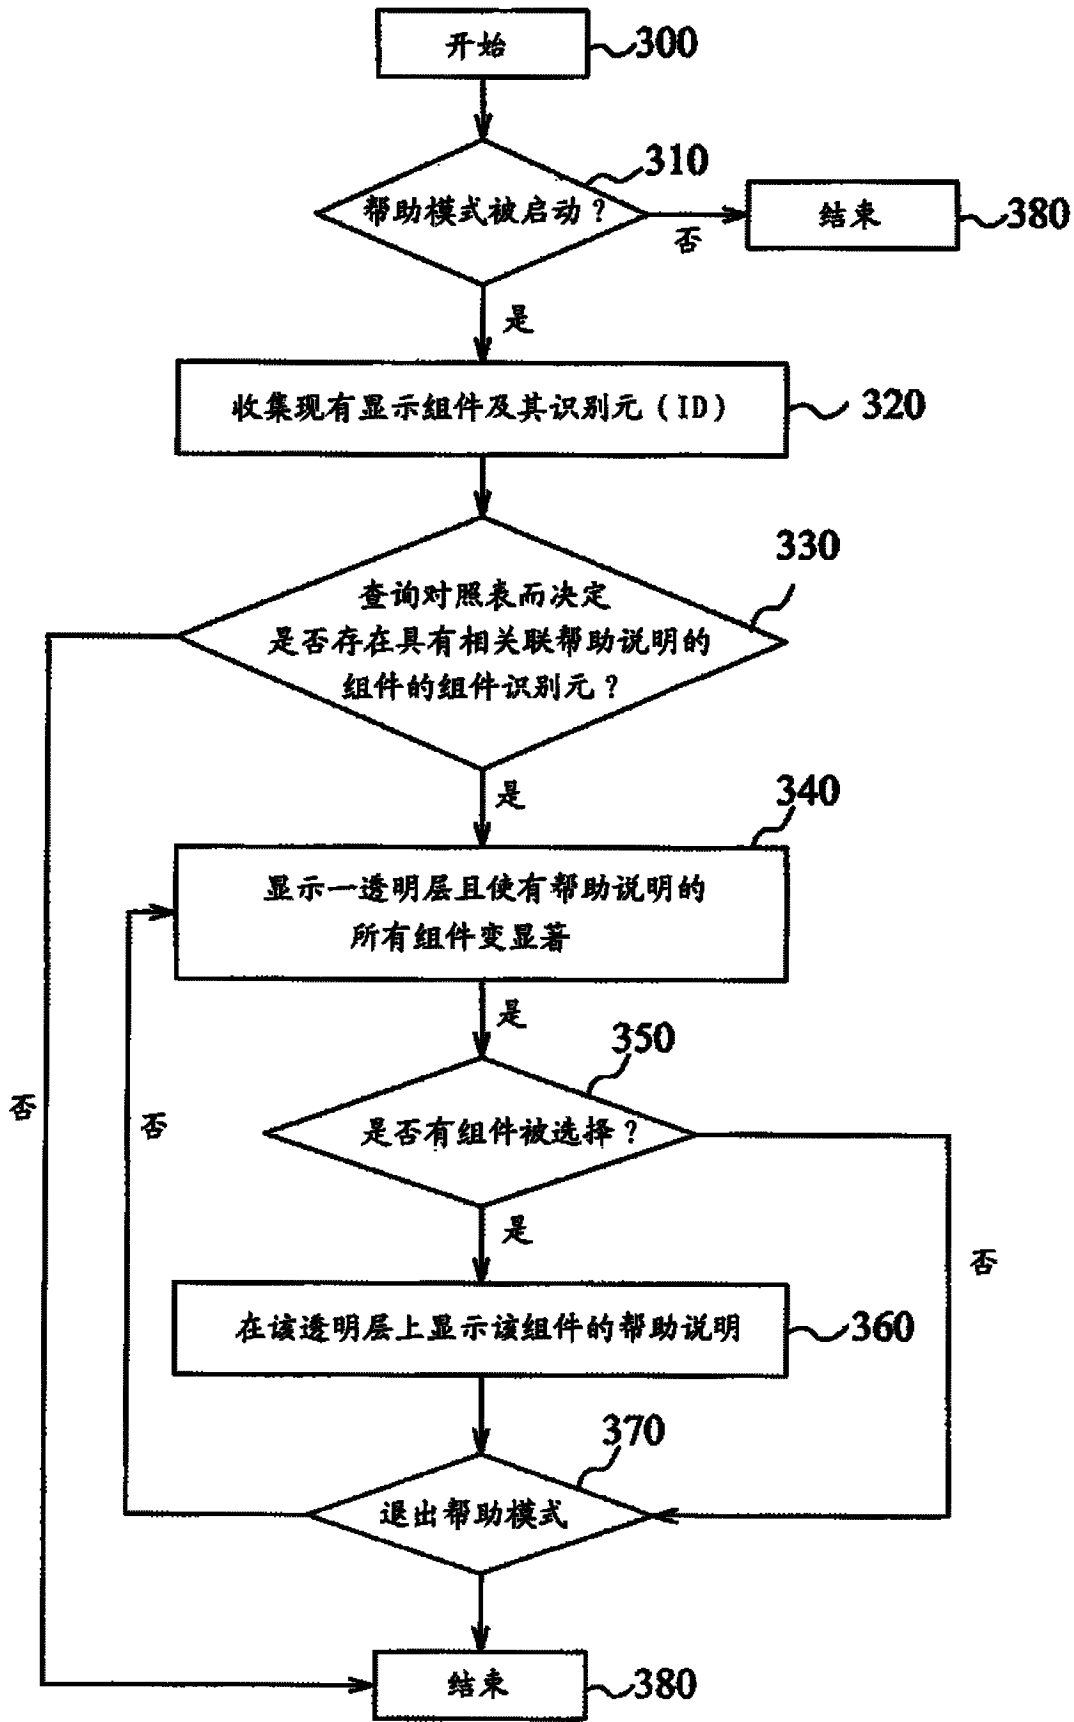 开始
300
310
帮助模式被启动？
否
结束
380
是
收集现有显示组件及其识别元（ID）
320
330
查询对照表而决定
是否存在具有相关联帮助说明的
组件的组件识别元？
是
340
显示一透明层且使有帮助说明的
所有组件变显著
是
350
否
否
是否有组件被选择？
是
否
在该透明层上显示该组件的帮助说明
360
370
退出帮助模式
结束
380